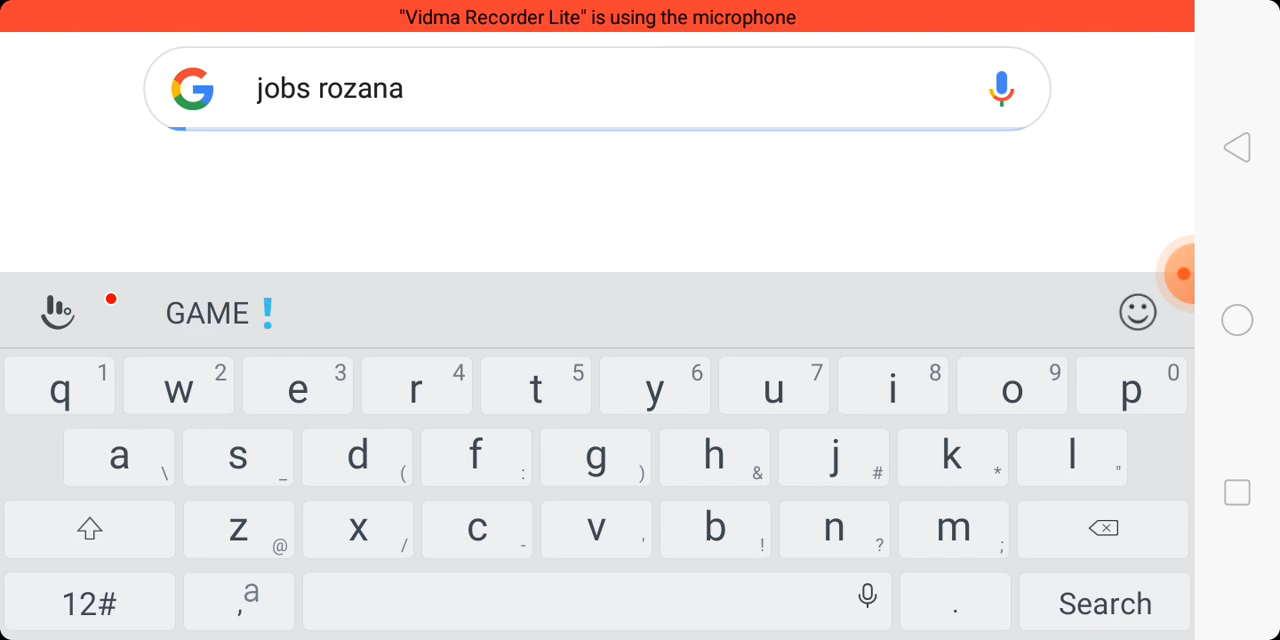 "Vidma Recorder Lite" is using the microphone
jobs rozana
GAME❗
q 1 w 2 e 3 r 4 t 5 y 6 u 7 i 8 o 9 p 0
a \ s _ d ( f : g ) h & j # k * l "
z @ x / c - v ' b ! n ? m ;
12# , a . Search